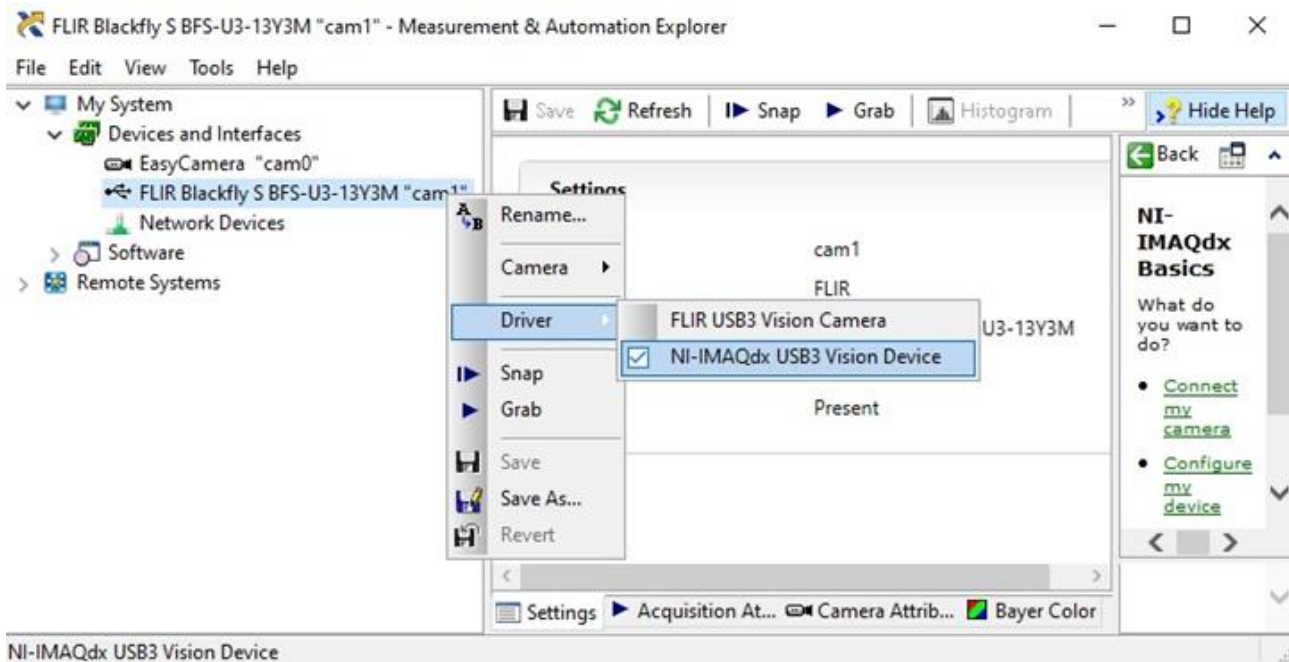 FLIR Blackfly S BFS-U3-13Y3M "cam1" - Measurement & Automation Explorer
File Edit View Tools Help
My System
Devices and Interfaces
EasyCamera "cam0"
FLIR Blackfly S BFS-U3-13Y3M "cam1"
Network Devices
Software
Remote Systems
Save Refresh Snap Grab Histogram » Hide Help
Settings
cam1
FLIR
U3-13Y3M
Present
Rename...
Camera
Driver
Snap
Grab
Save
Save As...
Revert
FLIR USB3 Vision Camera
NI-IMAQdx USB3 Vision Device
Back
NI-
IMAQdx
Basics
What do
you want to
do?
• Connect
my
camera
• Configure
my
device
Settings Acquisition At... Camera Attrib... Bayer Color
NI-IMAQdx USB3 Vision Device